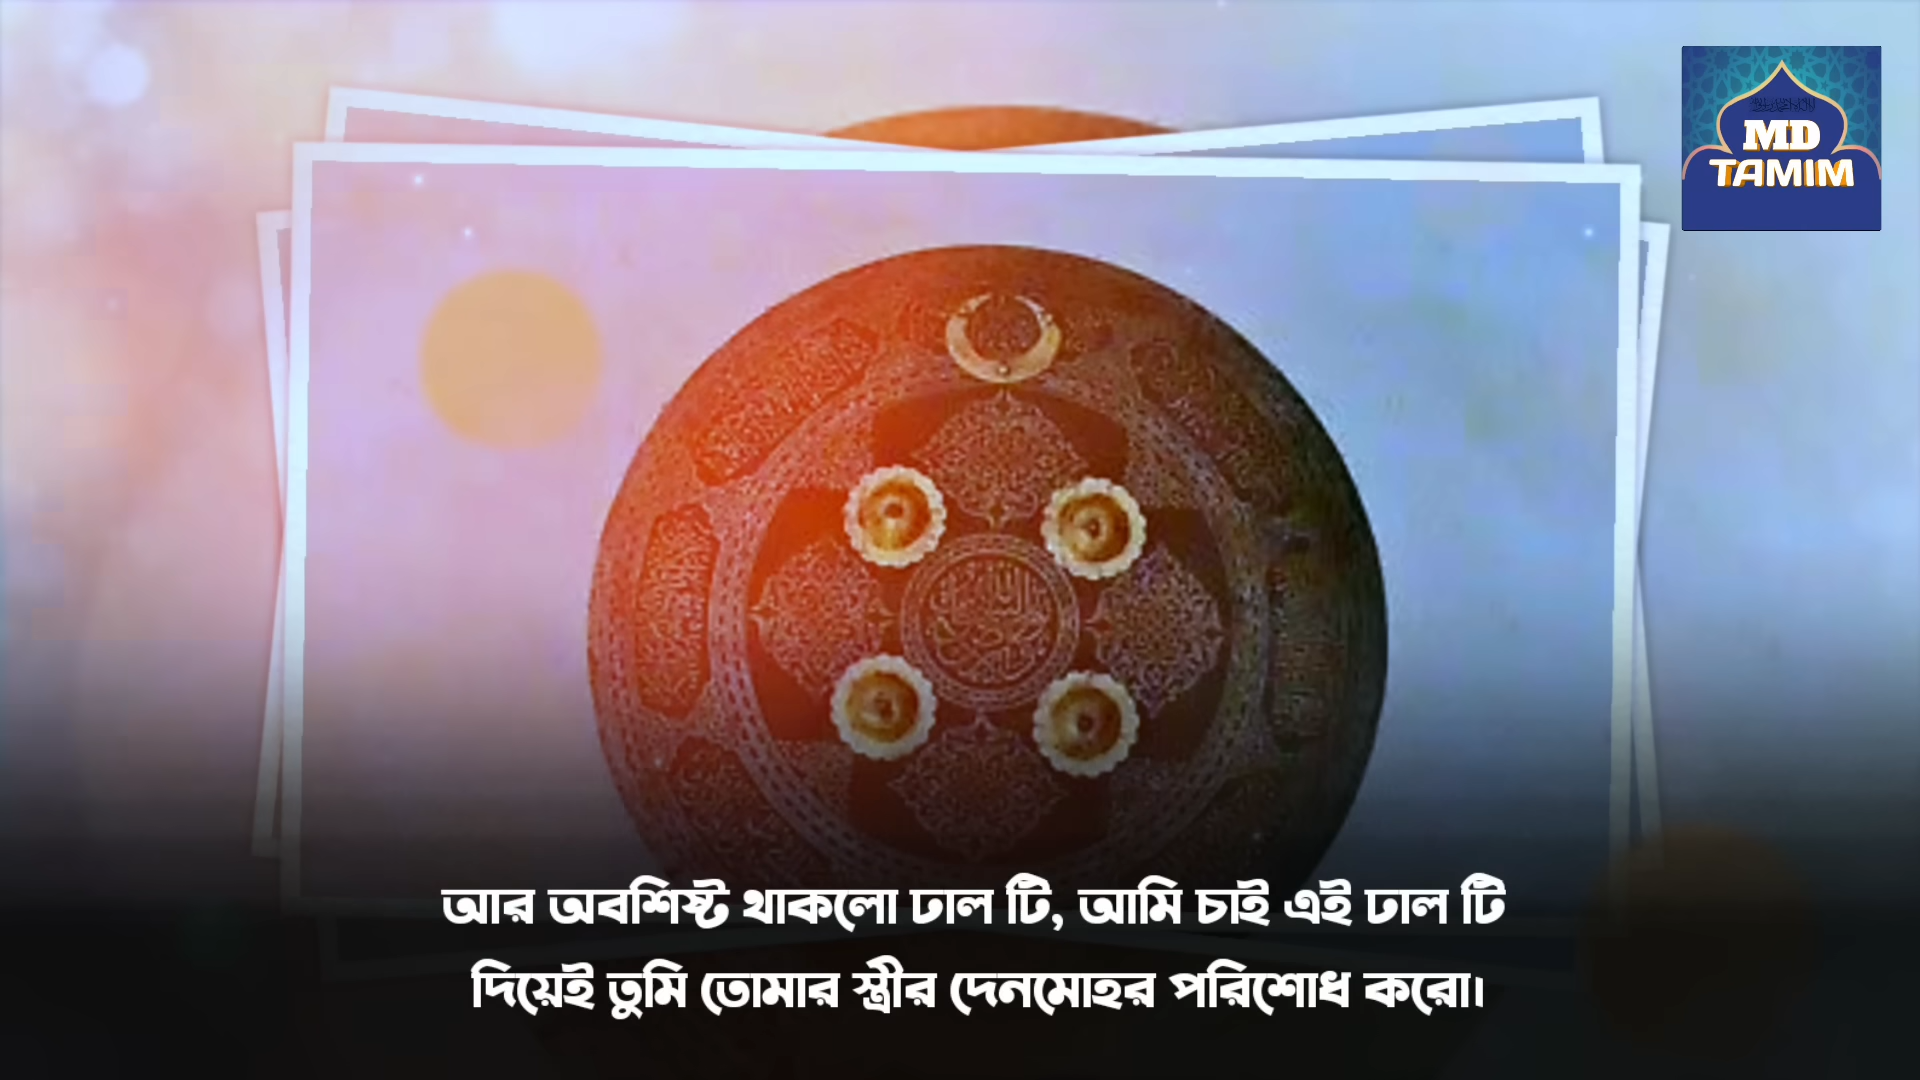 MD
TAMIM
আর অবশিষ্ট থাকলো ঢাল টি, আমি চাই এই ঢাল টি
দিয়েই তুমি তোমার স্ত্রীর দেনমোহর পরিশোধ করো।